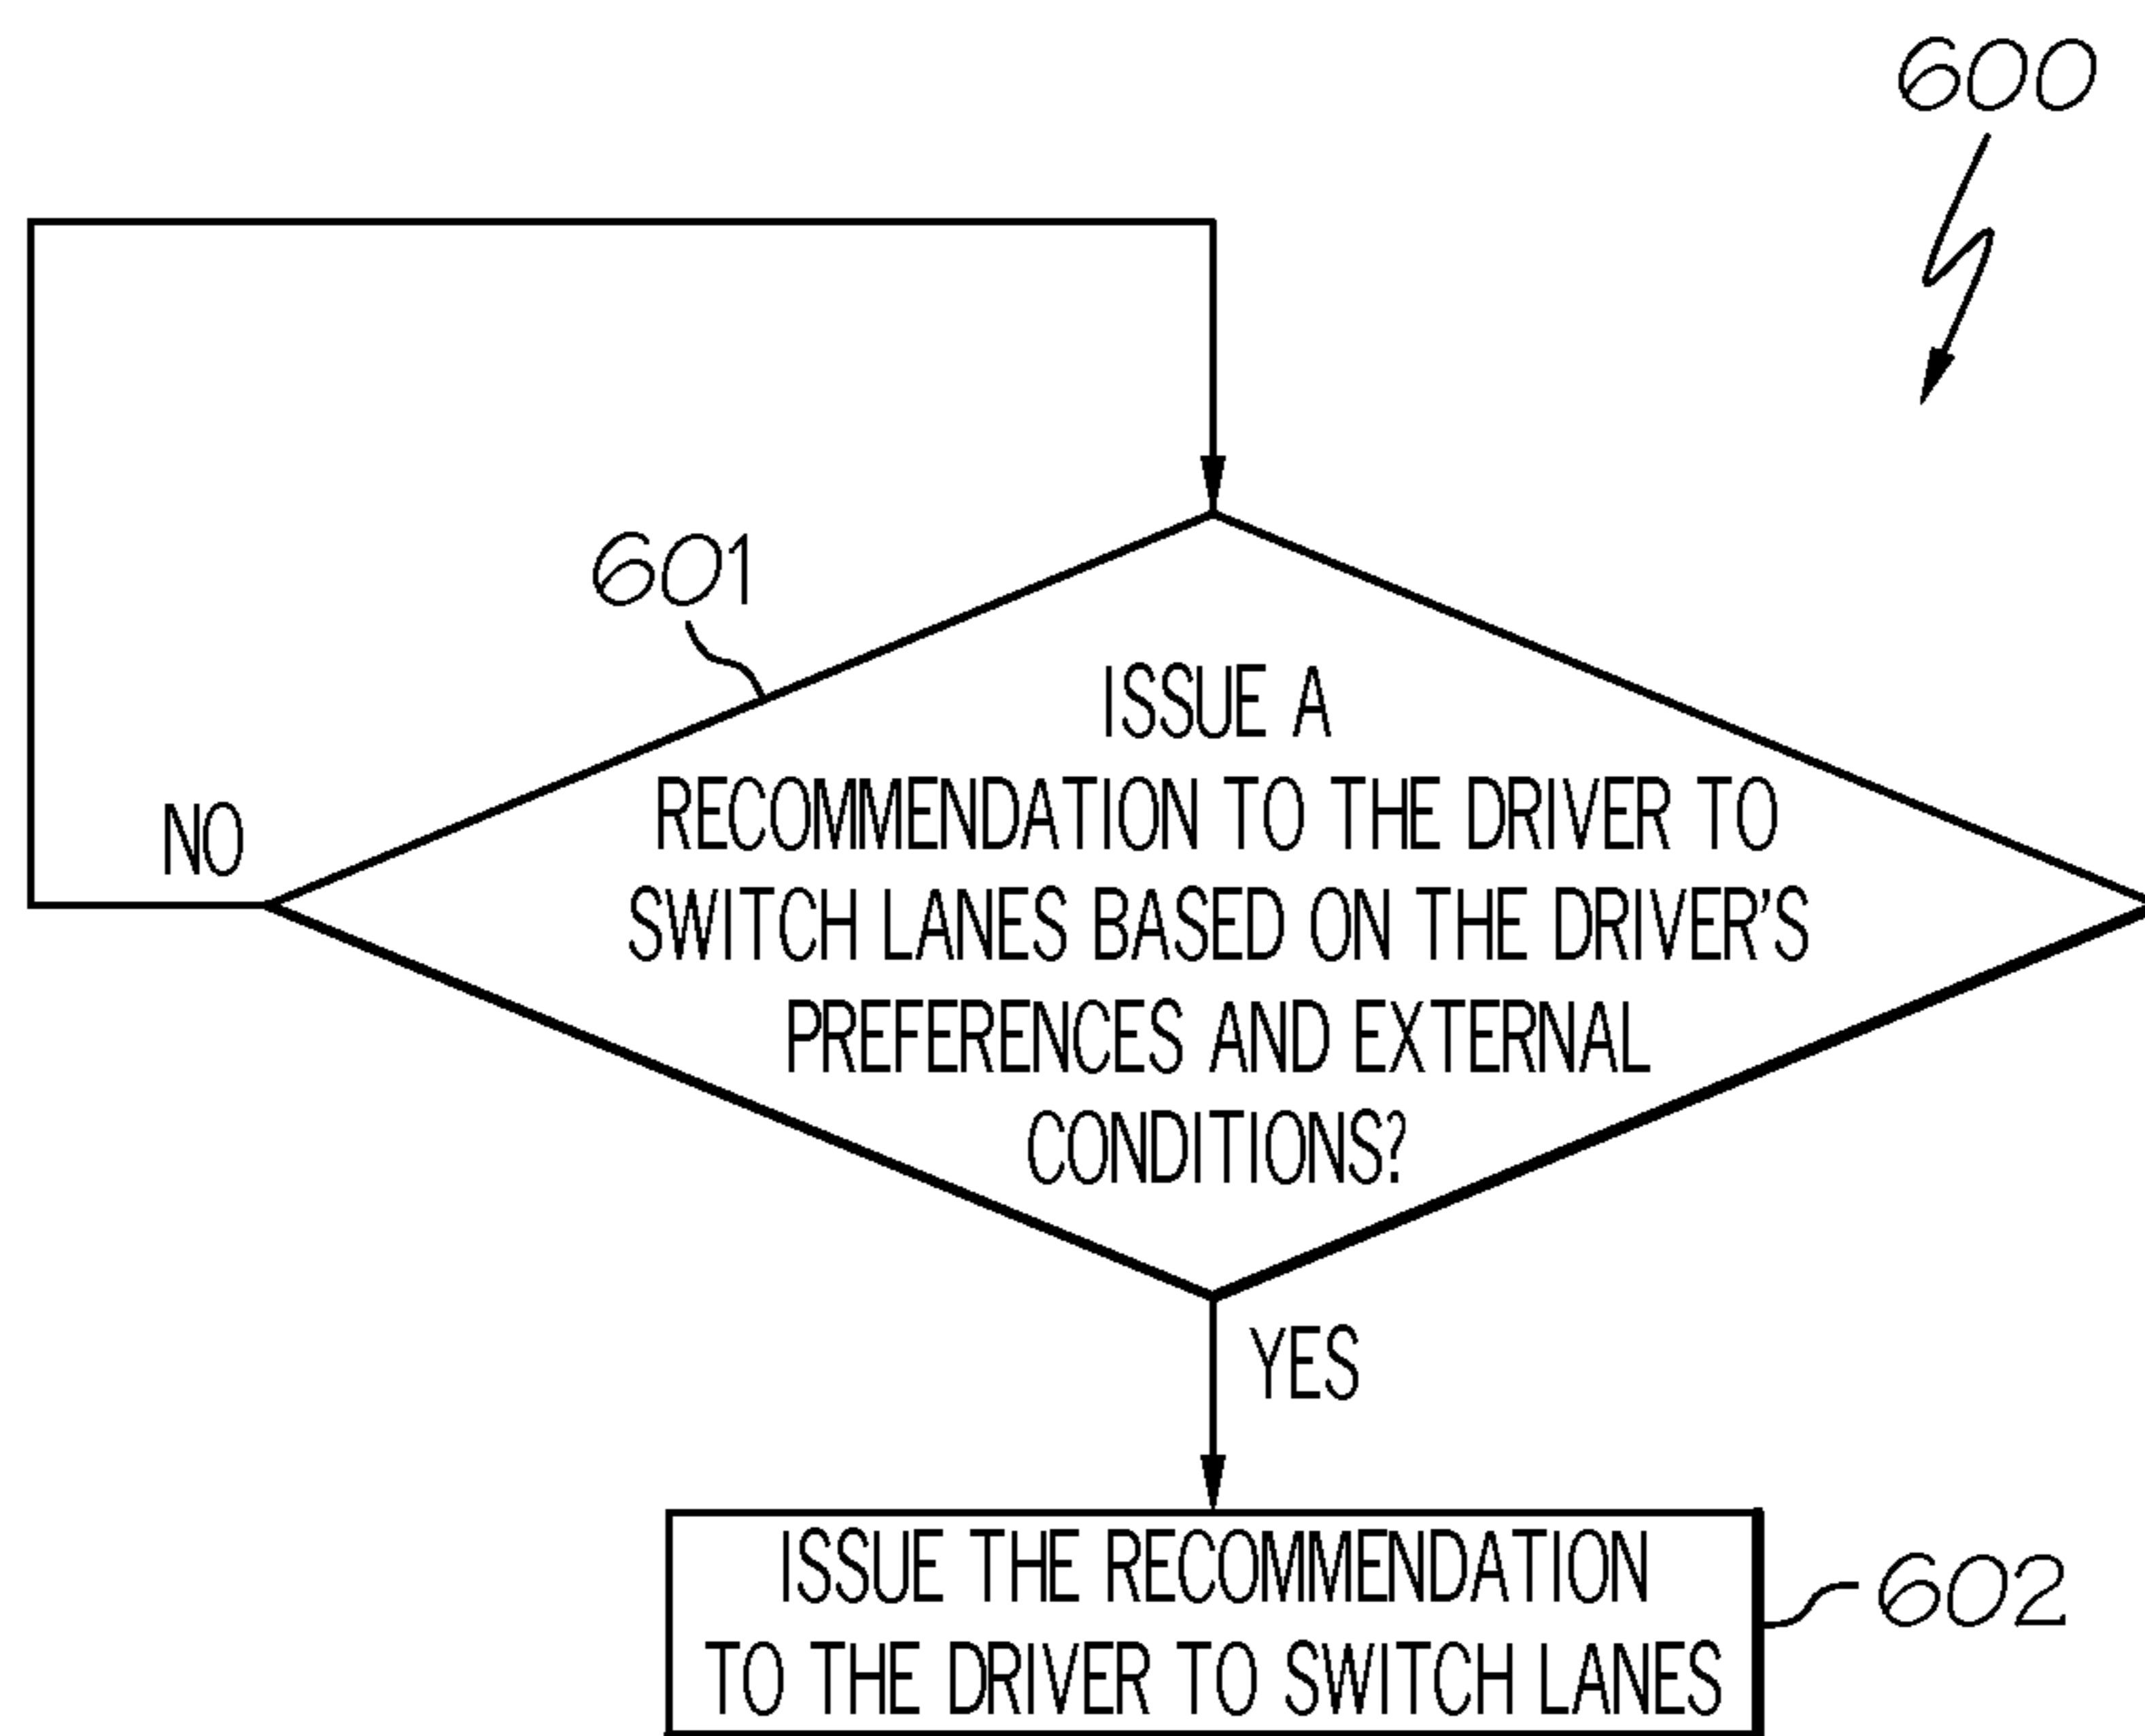 600
601
ISSUE A
RECOMMENDATION TO THE DRIVER TO
SWITCH LANES BASED ON THE DRIVER'S
PREFERENCES AND EXTERNAL
CONDITIONS?
NO
YES
ISSUE THE RECOMMENDATION
TO THE DRIVER TO SWITCH LANES
602